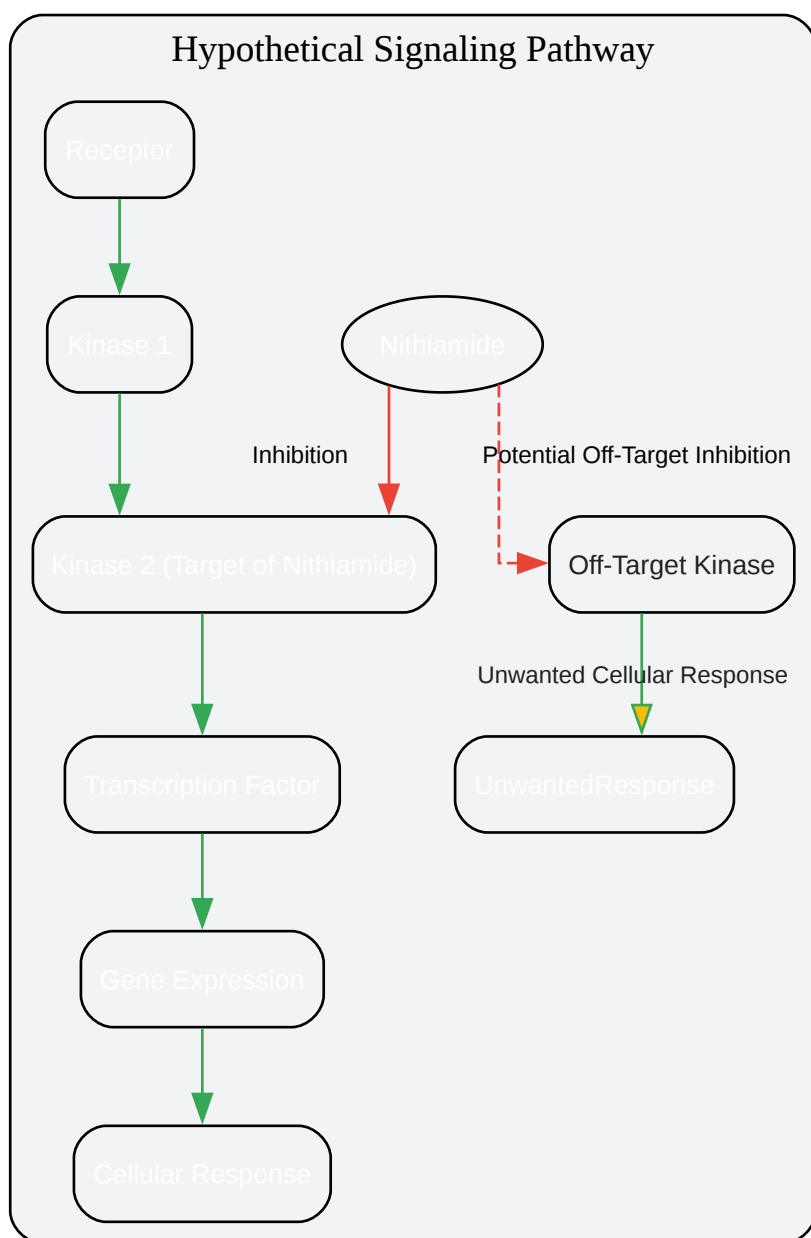 Hypothetical Signaling Pathway
Receptor
Kinase 1
Nithiamide
Inhibition
Potential Off-Target Inhibition
Kinase 2 (Target of Nithiamide)
Off-Target Kinase
Unwanted Cellular Response
Transcription Factor
UnwantedResponse
Gene Expression
Cellular Response